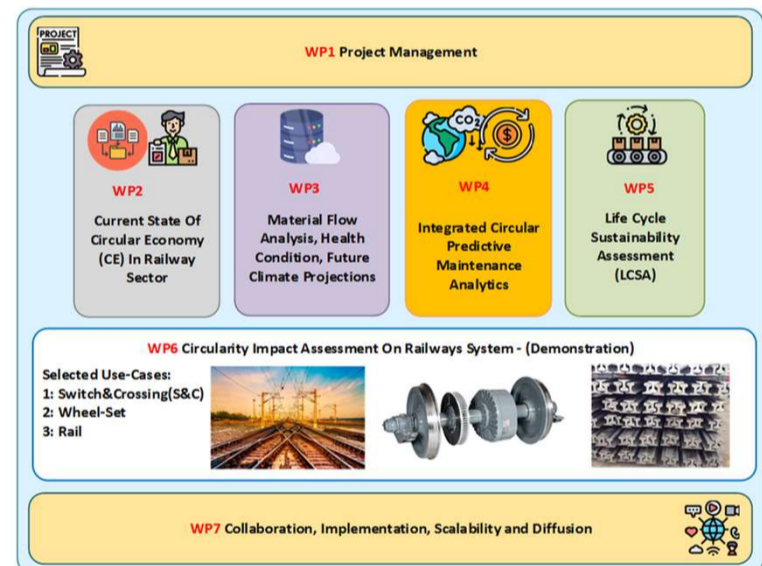 PROJECT
WP1 Project Management
CO2
$
WP2
Current State Of
Circular Economy
(CE) In Railway
Sector
WP3
Material Flow
Analysis, Health
Condition, Future
Climate Projections
WP4
Integrated Circular
Predictive
Maintenance
Analytics
WP5
Life Cycle
Sustainability
Assessment
(LCSA)
WP6 Circularity Impact Assessment On Railways System - (Demonstration)
Selected Use-Cases:
1: Switch&Crossing(S&C)
2: Wheel-Set
3: Rail
WP7 Collaboration, Implementation, Scalability and Diffusion